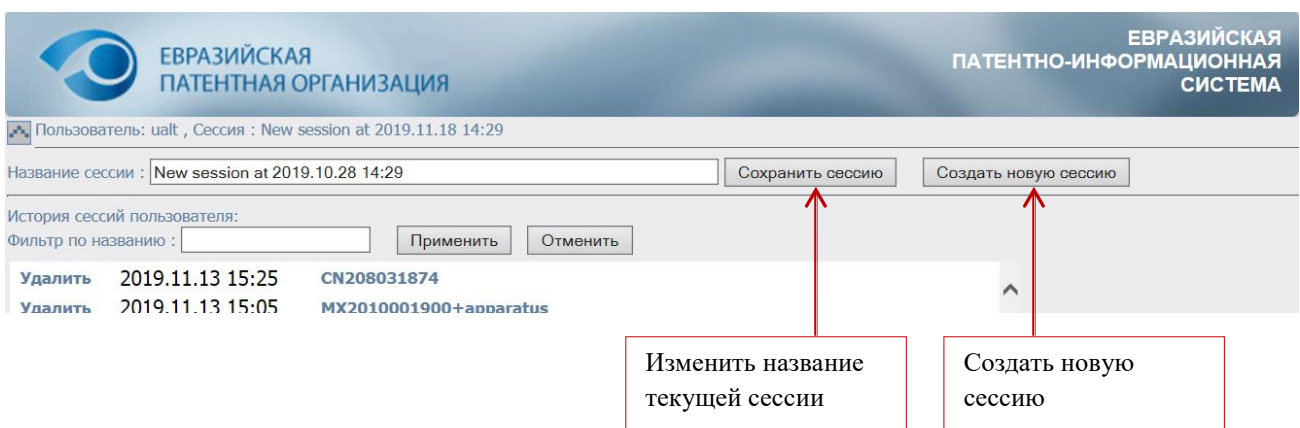 ЕВРАЗИЙСКАЯ
ПАТЕНТНАЯ ОРГАНИЗАЦИЯ
ЕВРАЗИЙСКАЯ
ПАТЕНТНО-ИНФОРМАЦИОННАЯ
СИСТЕМА
Пользователь: ualt , Сессия : New session at 2019.11.18 14:29
Название сессии : New session at 2019.10.28 14:29 Сохранить сессию Создать новую сессию
История сессий пользователя:
Фильтр по названию : Применить Отменить
Удалить 2019.11.13 15:25 CN208031874
Удалить 2019.11.13 15:05 MX2010001900+apparatus
Изменить название
текущей сессии
Создать новую
сессию